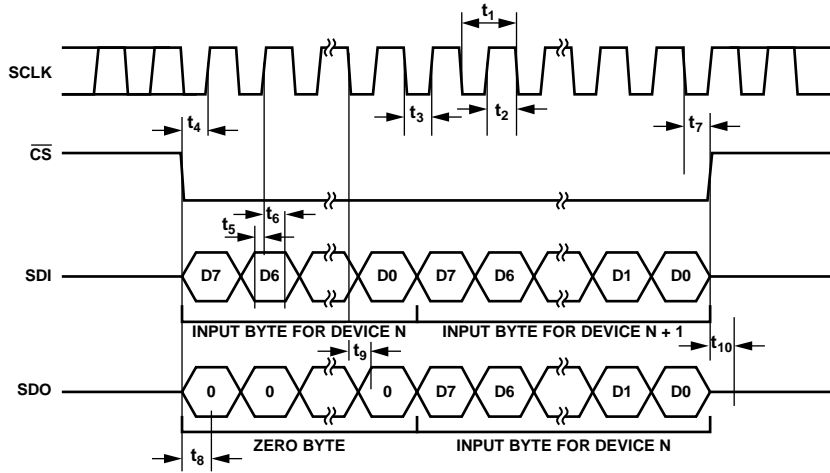 t1
SCLK
t4
t3
t2
t7
CS
t6
t5
SDI
D7
D6
D0
D7
D6
D1
D0
INPUT BYTE FOR DEVICE N
INPUT BYTE FOR DEVICE N + 1
t9
t10
SDO
0
0
0
D7
D6
D1
D0
ZERO BYTE
INPUT BYTE FOR DEVICE N
t8